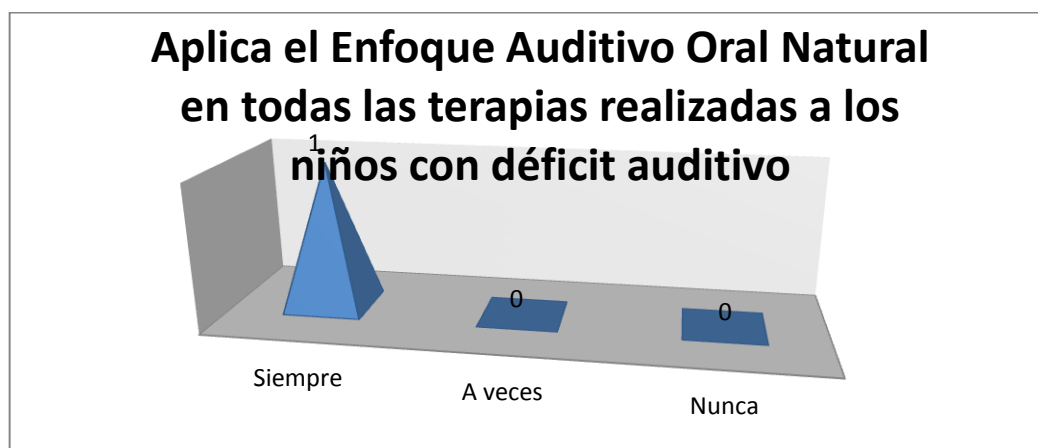 Aplica el Enfoque Auditivo Oral Natural
en todas las terapias realizadas a los
niños con déficit auditivo
1
0
0
Siempre
A veces
Nunca